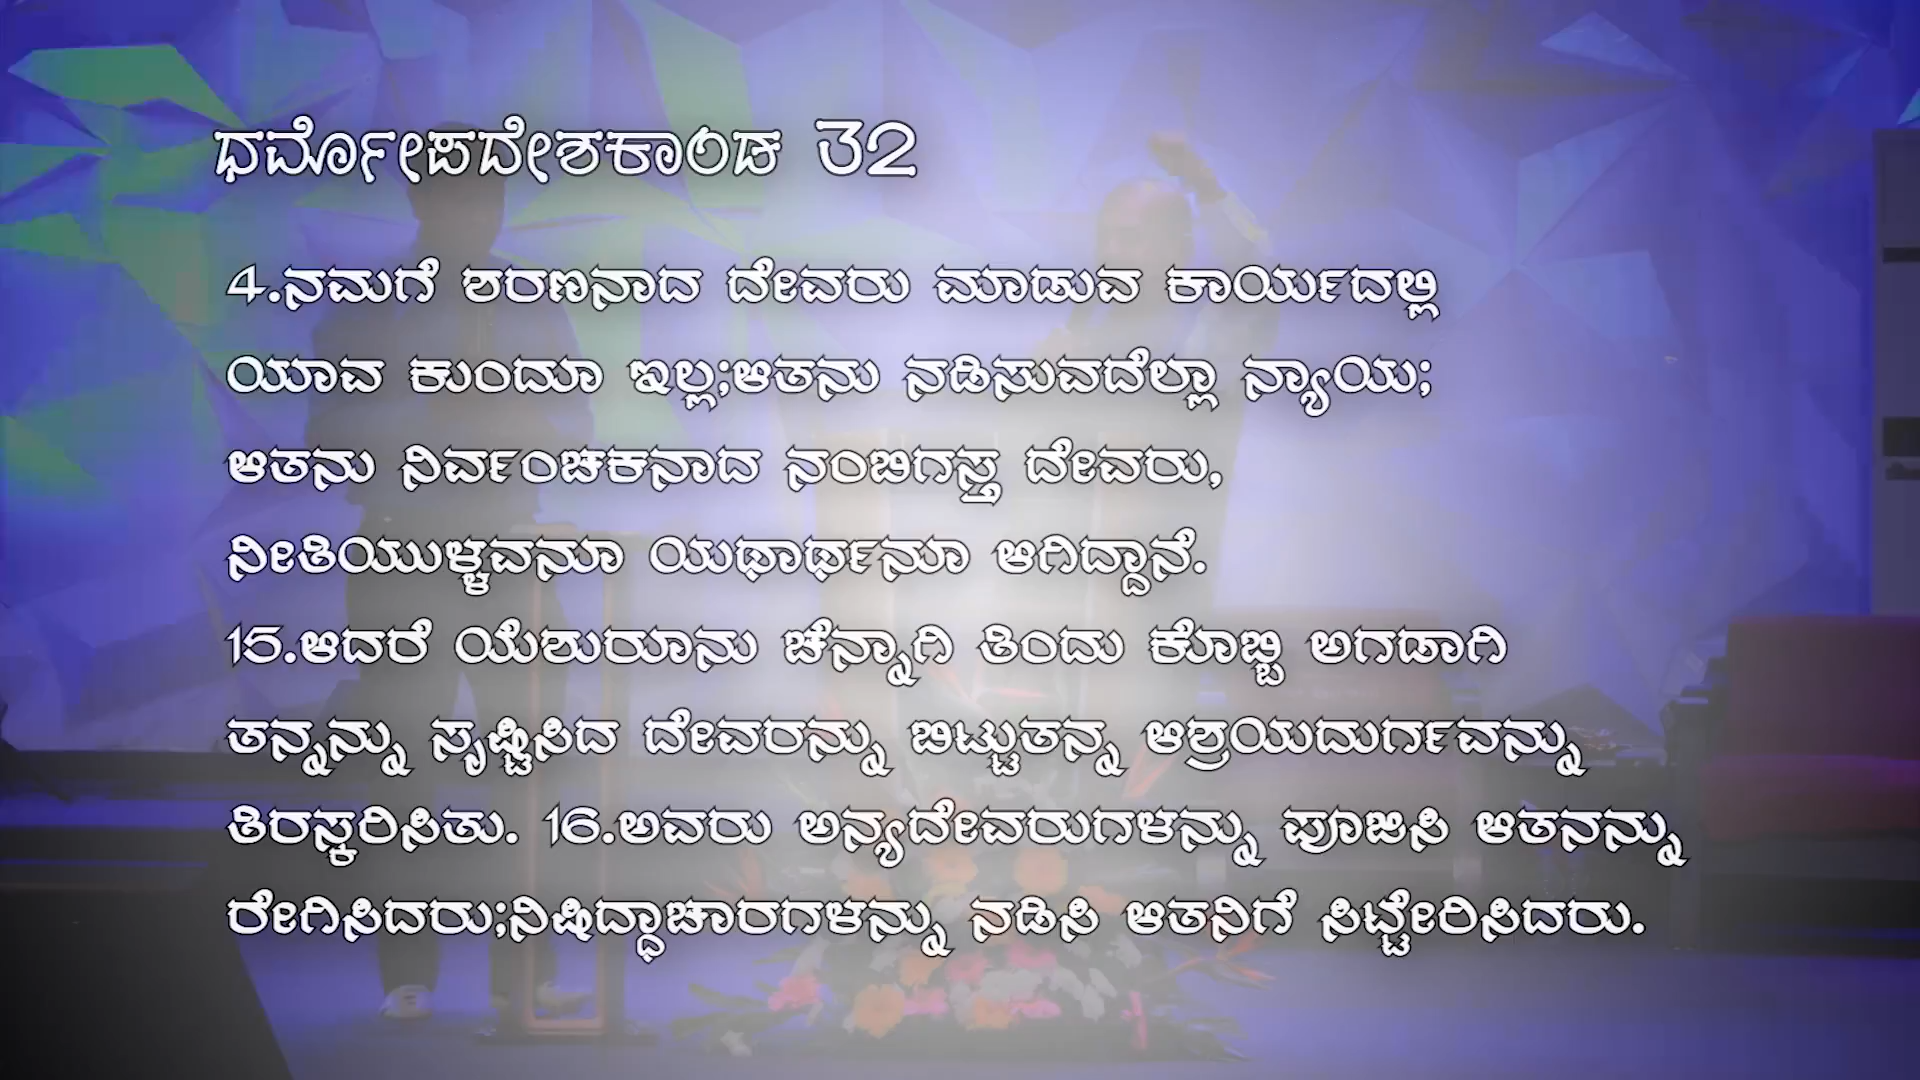 ಧರ್ಮೋಪದೇಶಕಾಂಡ 32
4.ನಮಗೆ ಶರಣನಾದ ದೇವರು ಮಾಡುವ ಕಾರ್ಯದಲ್ಲಿ
ಯಾವ ಕುಂದೂ ಇಲ್ಲ;ಆತನು ನಡಿಸುವದೆಲ್ಲಾ ನ್ಯಾಯ;
ಆತನು ನಿರ್ವಂಚಕನಾದ ನಂಬಿಗಸ್ತ ದೇವರು,
ನೀತಿಯುಳ್ಳವನೂ ಯಥಾರ್ಥನೂ ಆಗಿದ್ದಾನೆ.
15.ಆದರೆ ಯೆಶುರೂನು ಚೆನ್ನಾಗಿ ತಿಂದು ಕೊಬ್ಬಿ ಅಗಡಾಗಿ
ತನ್ನನ್ನು ಸೃಷ್ಟಿಸಿದ ದೇವರನ್ನು ಬಿಟ್ಟುತನ್ನ ಆಶ್ರಯದುರ್ಗವನ್ನು
ತಿರಸ್ಕರಿಸಿತು. 16.ಅವರು ಅನ್ಯದೇವರುಗಳನ್ನು ಪೂಜಿಸಿ ಆತನನ್ನು
ರೇಗಿಸಿದರು;ನಿಷಿದ್ಧಾಚಾರಗಳನ್ನು ನಡಿಸಿ ಆತನಿಗೆ ಸಿಟ್ಟೇರಿಸಿದರು.